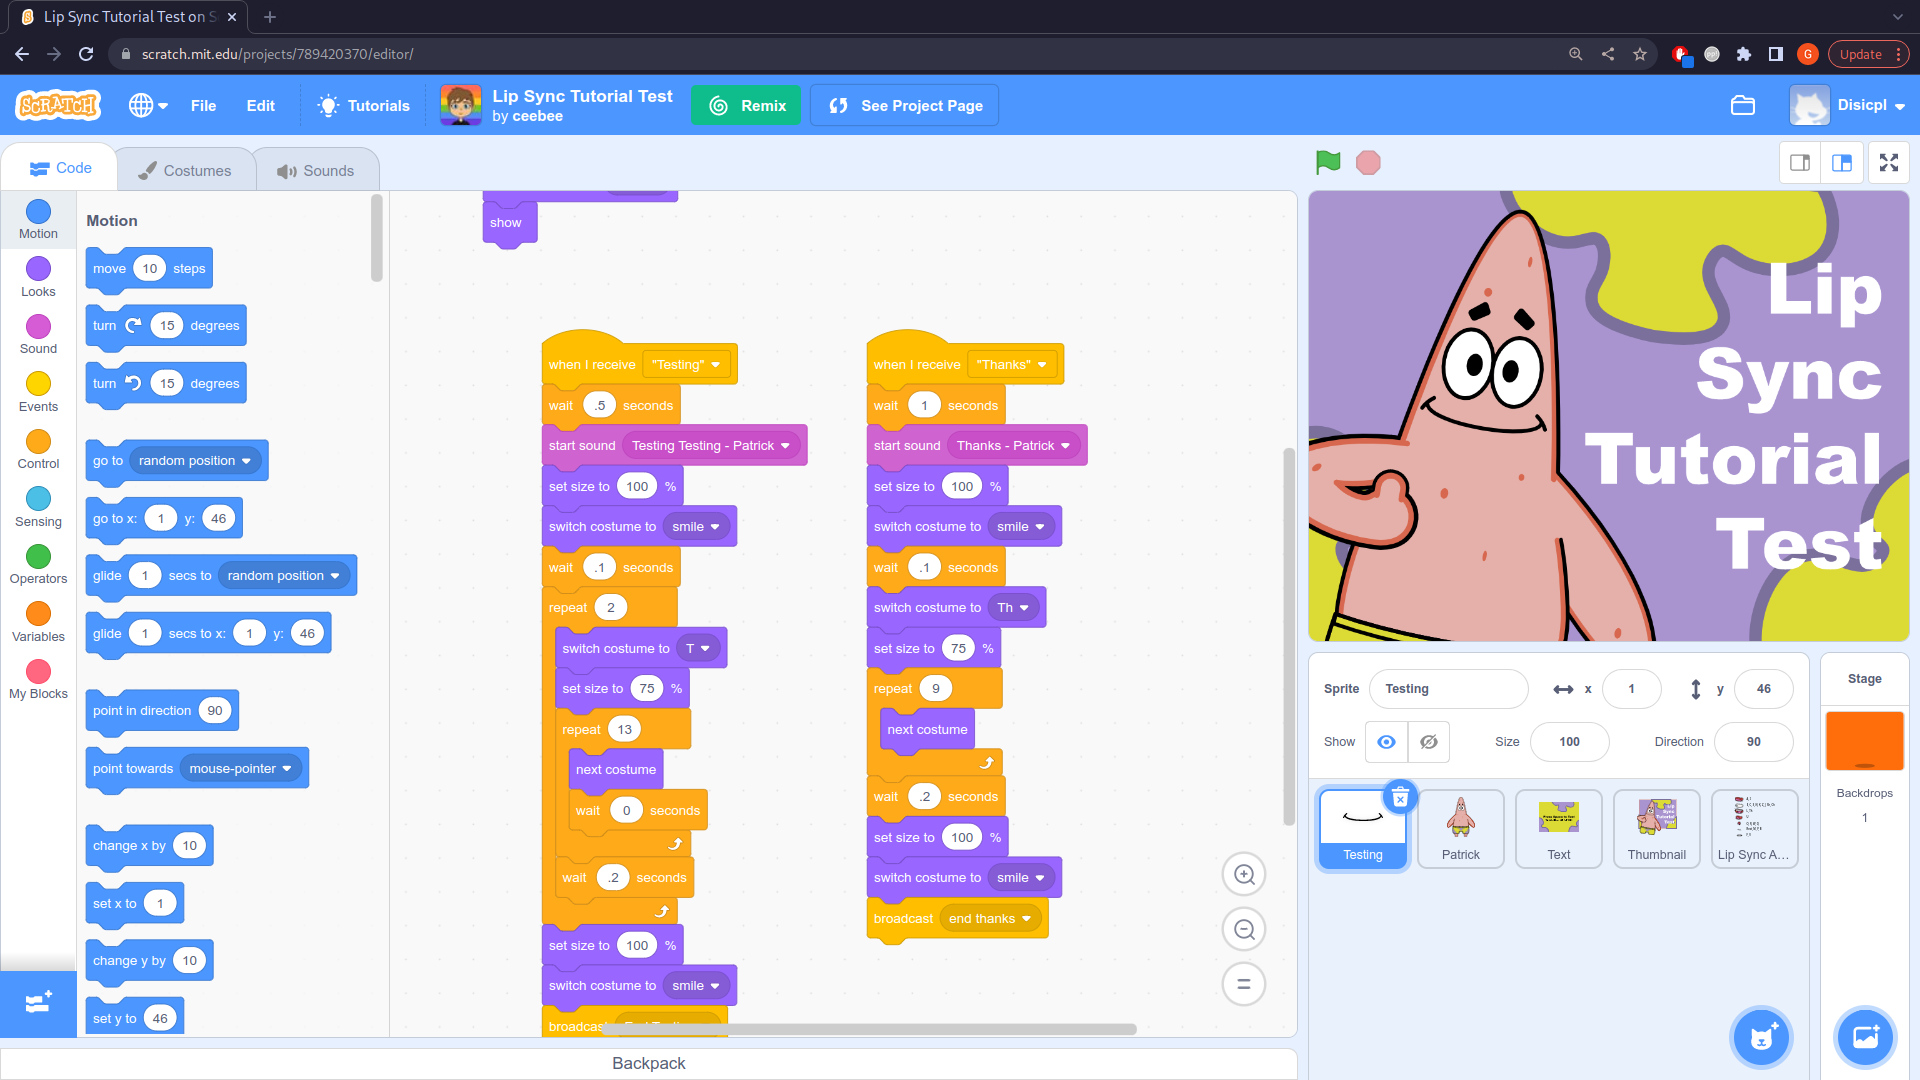 Lip Sync Tutorial Test on S
scratch.mit.edu/projects/789420370/editor/
G
Update
SCRATCH
File
Edit
Tutorials
Lip Sync Tutorial Test
by ceebee
Remix
See Project Page
Disicpl
Code
Costumes
Sounds
Motion
Looks
Sound
Events
Control
Sensing
Operators
Variables
My Blocks
Motion
move 10 steps
turn 15 degrees
turn 15 degrees
go to random position
go to x: 1 y: 46
glide 1 secs to random position
glide 1 secs to x: 1 y: 46
point in direction 90
point towards mouse-pointer
change x by 10
set x to 1
change y by 10
set y to 46
show
when I receive "Testing"
wait .5 seconds
start sound Testing Testing - Patrick
set size to 100 %
switch costume to smile
wait .1 seconds
repeat 2
switch costume to T
set size to 75 %
repeat 13
next costume
wait 0 seconds
wait .2 seconds
set size to 100 %
switch costume to smile
broadcast
when I receive "Thanks"
wait 1 seconds
start sound Thanks - Patrick
set size to 100 %
switch costume to smile
wait .1 seconds
switch costume to Th
set size to 75 %
repeat 9
next costume
wait .2 seconds
set size to 100 %
switch costume to smile
broadcast end thanks
Backpack
Lip
Sync
Tutorial
Test
Sprite Testing x 1 y 46
Show Size 100 Direction 90
Testing
Patrick
Text
Thumbnail
Lip Sync A...
Stage
Backdrops
1